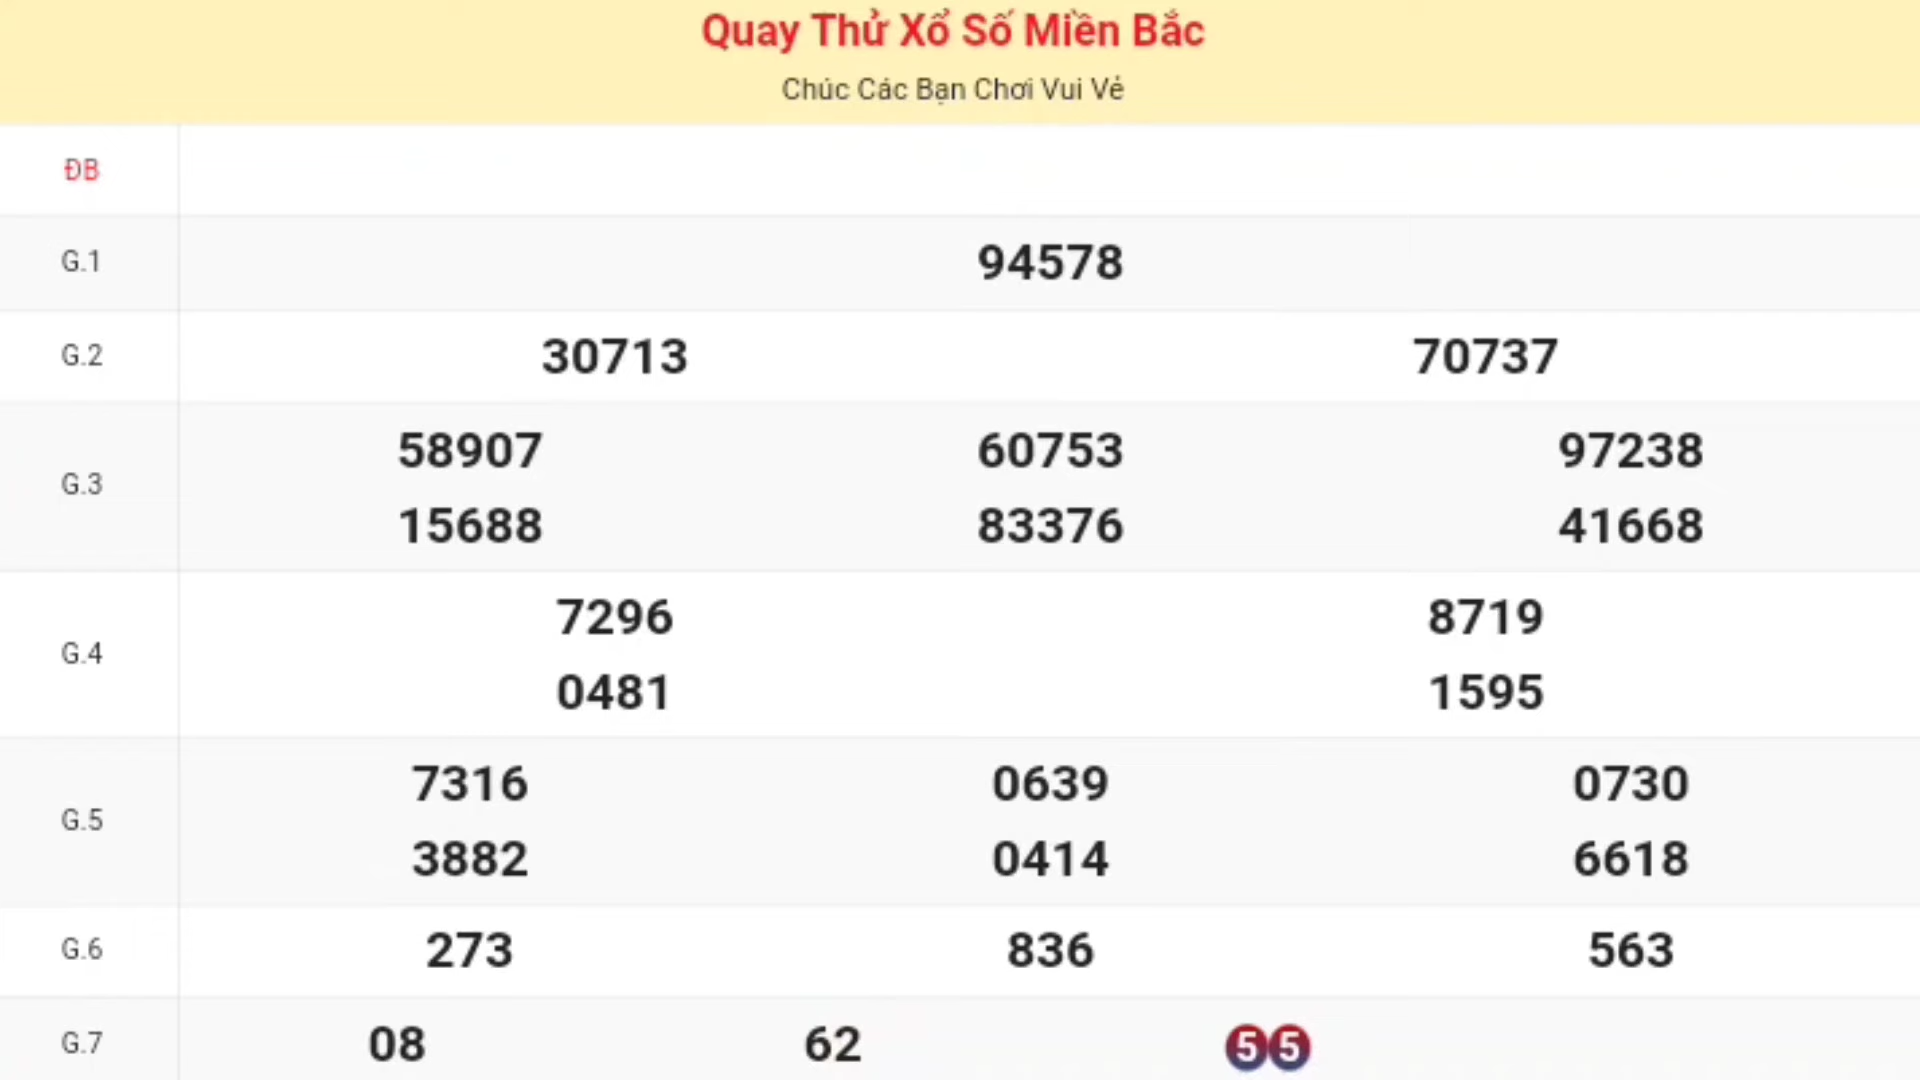 Quay Thử Xổ Số Miền Bắc
Chúc Các Bạn Chơi Vui Vẻ
ĐB
G.1 94578
G.2 30713 70737
G.3 58907 60753 97238
15688 83376 41668
G.4 7296 8719
0481 1595
G.5 7316 0639 0730
3882 0414 6618
G.6 273 836 563
G.7 08 62 55